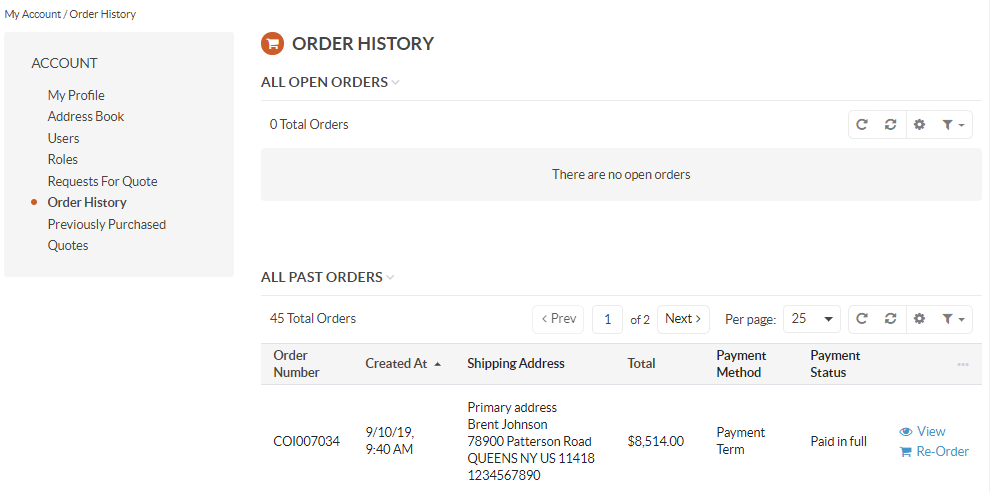 My Account / Order History
ACCOUNT
My Profile
Address Book
Users
Roles
Requests For Quote
Order History
Previously Purchased
Quotes
ORDER HISTORY
ALL OPEN ORDERS
0 Total Orders
There are no open orders
ALL PAST ORDERS
45 Total Orders
< Prev 1 of 2 Next > Per page: 25
Order Number Created At Shipping Address Total Payment Method Payment Status ...
COI007034
9/10/19,
9:40 AM
Primary address
Brent Johnson
78900 Patterson Road
QUEENS NY US 11418
1234567890
$8,514.00
Payment
Term
Paid in full
View
Re-Order